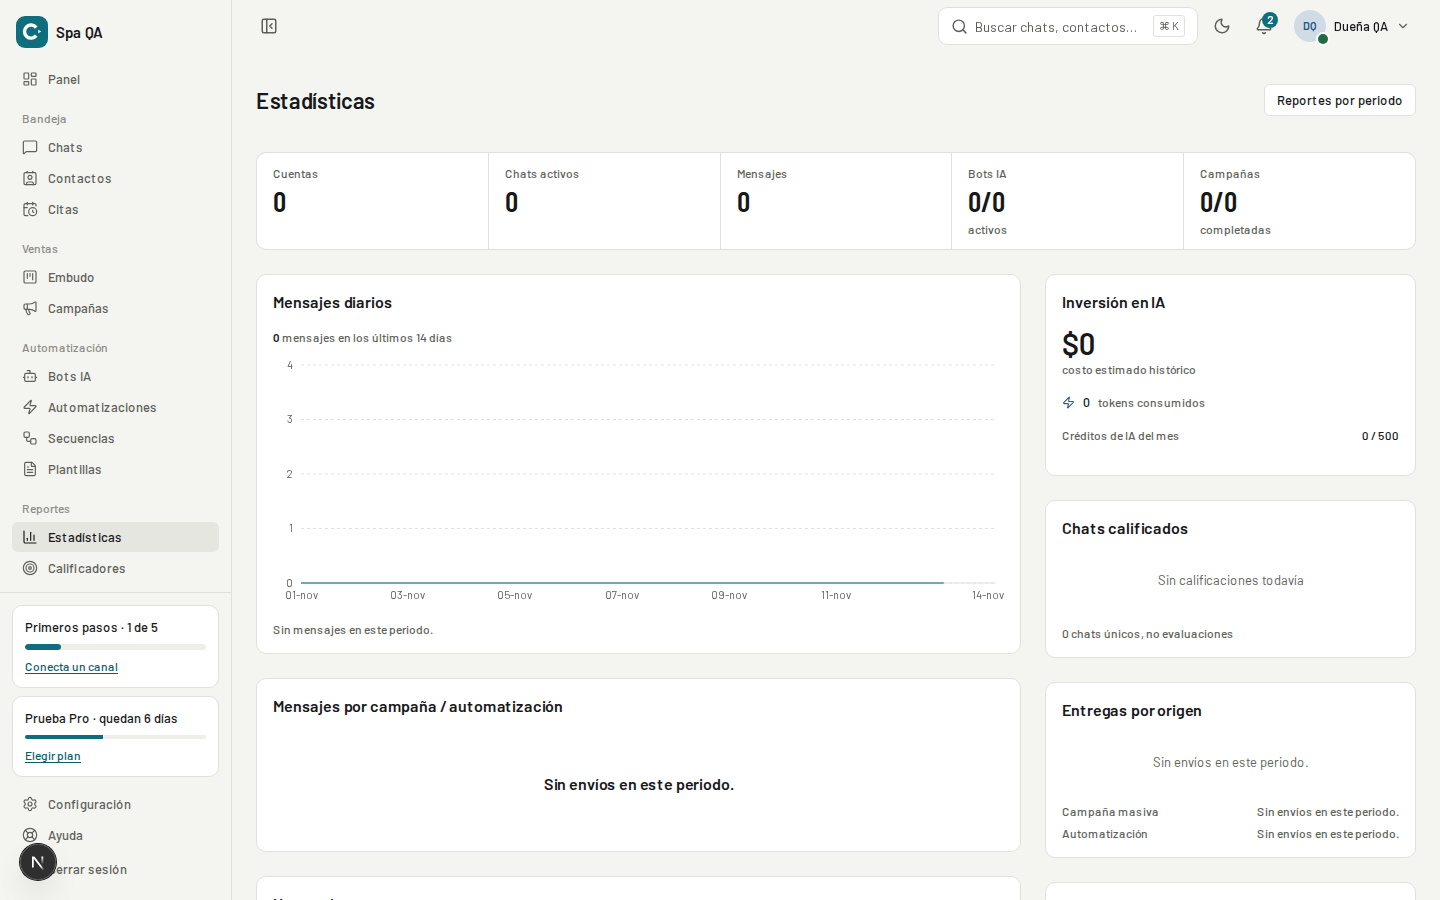 Spa QA
Buscar chats, contactos...
⌘ K
2
DQ
Dueña QA
Panel
Bandeja
Chats
Contactos
Citas
Ventas
Embudo
Campañas
Automatización
Bots IA
Automatizaciones
Secuencias
Plantillas
Reportes
Estadísticas
Calificadores
Primeros pasos · 1 de 5
Conecta un canal
Prueba Pro · quedan 6 días
Elegir plan
Configuración
Ayuda
errar sesión
N
Estadísticas
Reportes por periodo
Cuentas
0
Chats activos
0
Mensajes
0
Bots IA
0/0
activos
Campañas
0/0
completadas
Mensajes diarios
0 mensajes en los últimos 14 días
4
3
2
1
0
01-nov 03-nov 05-nov 07-nov 09-nov 11-nov 14-nov
Sin mensajes en este periodo.
Mensajes por campaña / automatización
Sin envíos en este periodo.
Inversión en IA
$0
costo estimado histórico
0 tokens consumidos
Créditos de IA del mes 0 / 500
Chats calificados
Sin calificaciones todavía
0 chats únicos, no evaluaciones
Entregas por origen
Sin envíos en este periodo.
Campaña masiva Sin envíos en este periodo.
Automatización Sin envíos en este periodo.